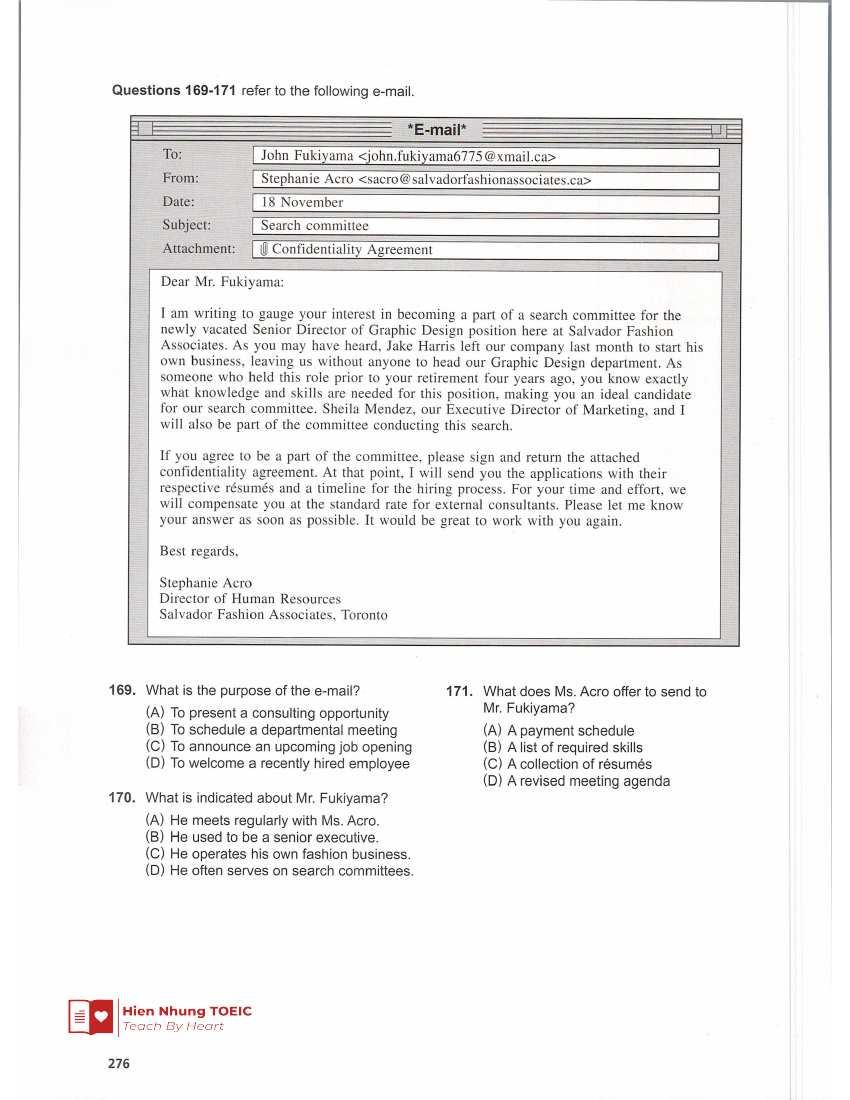 Questions 169-171 refer to the following e-mail.
*E-mail*
To: John Fukiyama <john.fukiyama6775@xmail.ca>
From: Stephanie Acro <sacro@salvadorfashionassociates.ca>
Date: 18 November
Subject: Search committee
Attachment: Confidentiality Agreement
Dear Mr. Fukiyama:
I am writing to gauge your interest in becoming a part of a search committee for the
newly vacated Senior Director of Graphic Design position here at Salvador Fashion
Associates. As you may have heard, Jake Harris left our company last month to start his
own business, leaving us without anyone to head our Graphic Design department. As
someone who held this role prior to your retirement four years ago, you know exactly
what knowledge and skills are needed for this position, making you an ideal candidate
for our search committee. Sheila Mendez, our Executive Director of Marketing, and I
will also be part of the committee conducting this search.
If you agree to be a part of the committee, please sign and return the attached
confidentiality agreement. At that point, I will send you the applications with their
respective résumés and a timeline for the hiring process. For your time and effort, we
will compensate you at the standard rate for external consultants. Please let me know
your answer as soon as possible. It would be great to work with you again.
Best regards,
Stephanie Acro
Director of Human Resources
Salvador Fashion Associates, Toronto
169. What is the purpose of the e-mail?
(A) To present a consulting opportunity
(B) To schedule a departmental meeting
(C) To announce an upcoming job opening
(D) To welcome a recently hired employee
170. What is indicated about Mr. Fukiyama?
(A) He meets regularly with Ms. Acro.
(B) He used to be a senior executive.
(C) He operates his own fashion business.
(D) He often serves on search committees.
171. What does Ms. Acro offer to send to
Mr. Fukiyama?
(A) A payment schedule
(B) A list of required skills
(C) A collection of résumés
(D) A revised meeting agenda
Hien Nhung TOEIC
Teach By Heart
276